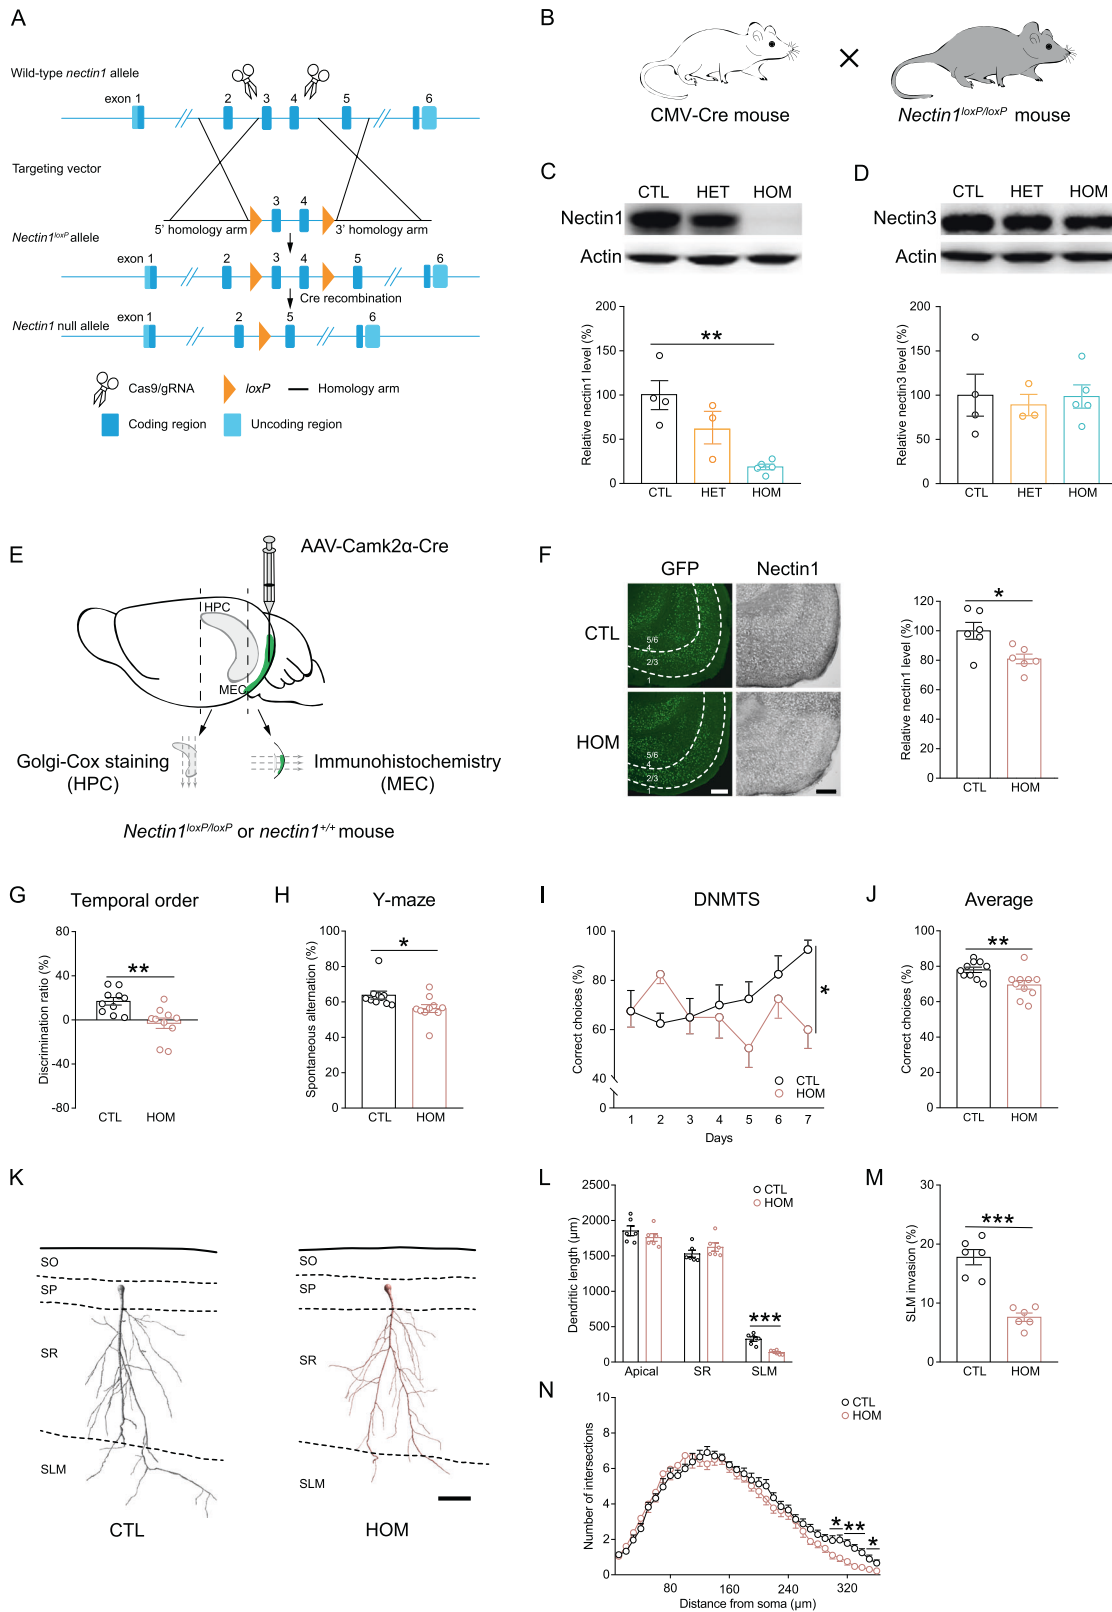 A
Wild-type nectin1 allele
exon 1 2 3 4 5 6
Targeting vector
3 4
5' homology arm 3' homology arm
Nectin1loxP allele
exon 1 2 3 4 5 6
Cre recombination
Nectin1 null allele
exon 1 2 5 6
Cas9/gRNA loxP Homology arm
Coding region Uncoding region
B
CMV-Cre mouse
×
Nectin1loxP/loxP mouse
C
CTL HET HOM
Nectin1
Actin
Relative nectin1 level (%)
200
150
100
50
0
**
CTL HET HOM
D
CTL HET HOM
Nectin3
Actin
Relative nectin3 level (%)
200
150
100
50
0
CTL HET HOM
E
AAV-Camk2α-Cre
HPC
MEC
Golgi-Cox staining
(HPC)
Immunohistochemistry
(MEC)
Nectin1loxP/loxP or nectin1+/+ mouse
F
GFP Nectin1
CTL
5/6
4
2/3
1
HOM
5/6
4
2/3
1
Relative nectin1 level (%)
120
100
80
60
40
20
0
*
CTL HOM
G
Temporal order
Discrimination ratio (%)
80
40
0
-40
-80
**
CTL HOM
H
Y-maze
Spontaneous alternation (%)
100
80
60
40
20
0
*
CTL HOM
I
DNMTS
Correct choices (%)
100
80
60
40
0
*
CTL
HOM
1 2 3 4 5 6 7
Days
J
Average
Correct choices (%)
100
80
60
40
20
0
**
CTL HOM
K
SO
SP
SR
SLM
CTL
SO
SP
SR
SLM
HOM
L
Dendritic length (µm)
2500
2000
1500
1000
500
0
CTL
HOM
***
Apical SR SLM
M
SLM invasion (%)
30
20
10
0
***
CTL HOM
N
Number of intersections
10
8
6
4
2
0
CTL
HOM
* ** *
80 160 240 320
Distance from soma (µm)